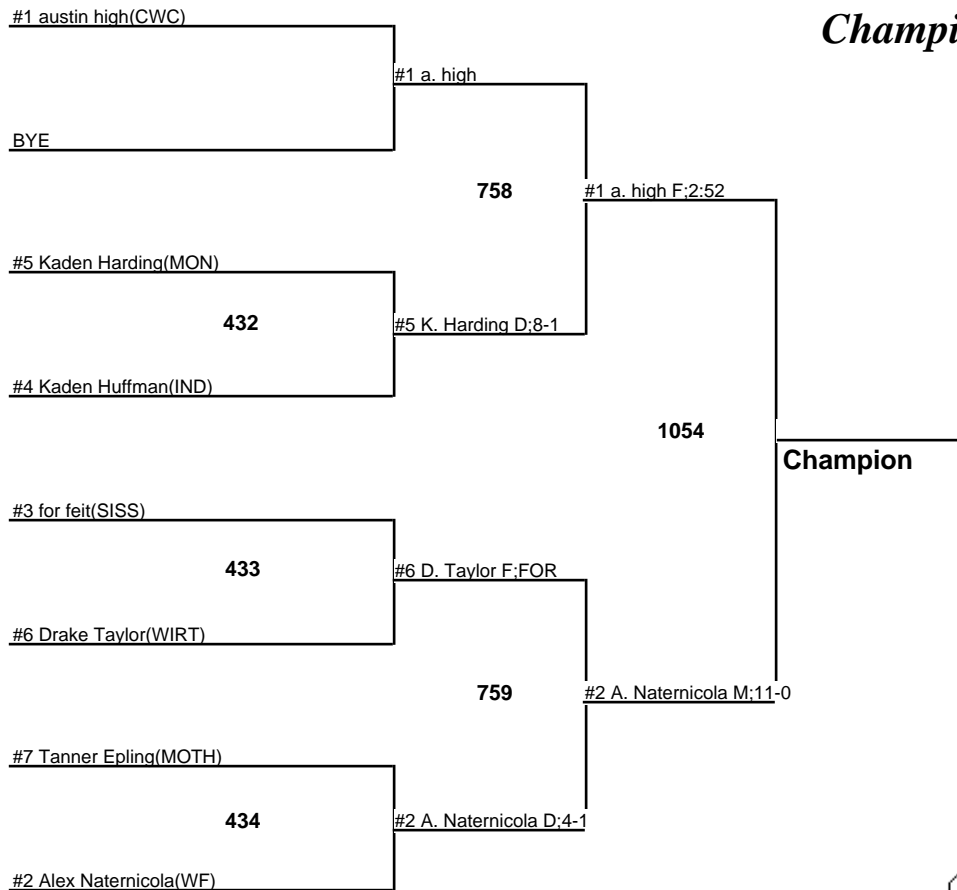 #1 austin high(CWC)
Champi
#1 a. high
BYE
758
#1 a. high F;2:52
#5 Kaden Harding(MON)
432
#5 K. Harding D;8-1
#4 Kaden Huffman(IND)
1054
Champion
#3 for feit(SISS)
433
#6 D. Taylor F;FOR
#6 Drake Taylor(WIRT)
759
#2 A. Naternicola M;11-0
#7 Tanner Epling(MOTH)
434
#2 A. Naternicola D;4-1
#2 Alex Naternicola(WF)